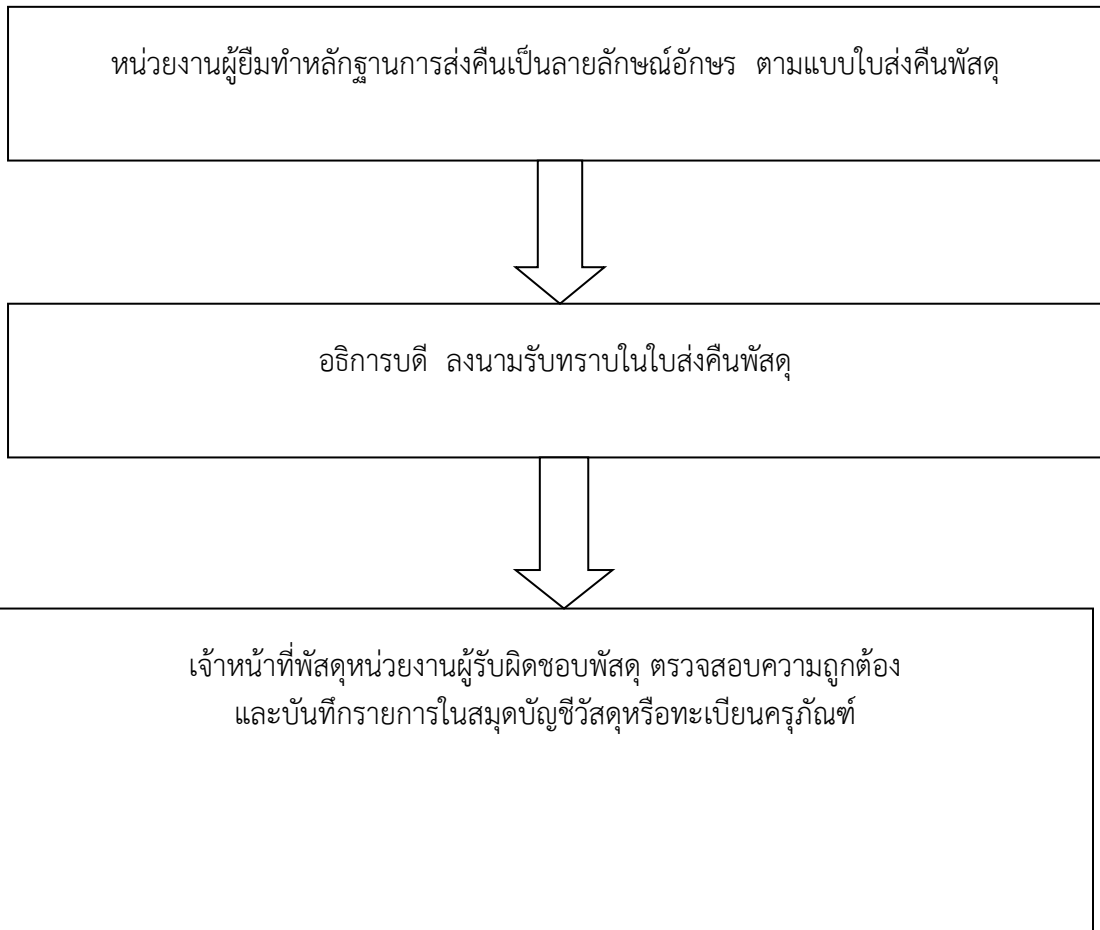 หน่วยงานผู้ยืมทำหลักฐานการส่งคืนเป็นลายลักษณ์อักษร ตามแบบใบส่งคืนพัสดุ
อธิการบดี ลงนามรับทราบในใบส่งคืนพัสดุ
เจ้าหน้าที่พัสดุหน่วยงานผู้รับผิดชอบพัสดุ ตรวจสอบความถูกต้อง
และบันทึกรายการในสมุดบัญชีวัสดุหรือทะเบียนครุภัณฑ์